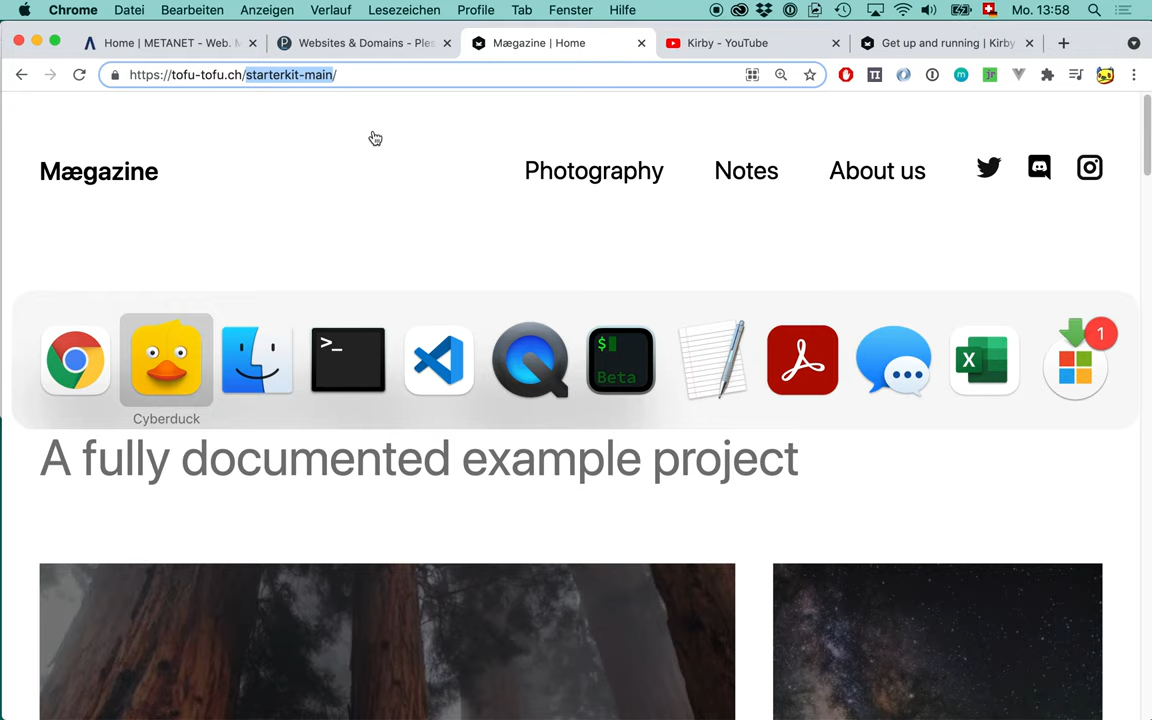 Chrome Datei Bearbeiten Anzeigen Verlauf Lesezeichen Profile Tab Fenster Hilfe Mo. 13:58
Home | METANET - Web. M Websites & Domains - Ples Mægazine | Home Kirby - YouTube Get up and running | Kirby
https://tofu-tofu.ch/starterkit-main/
TI jr
Mægazine Photography Notes About us
>_ $ Beta X 1
Cyberduck
A fully documented example project